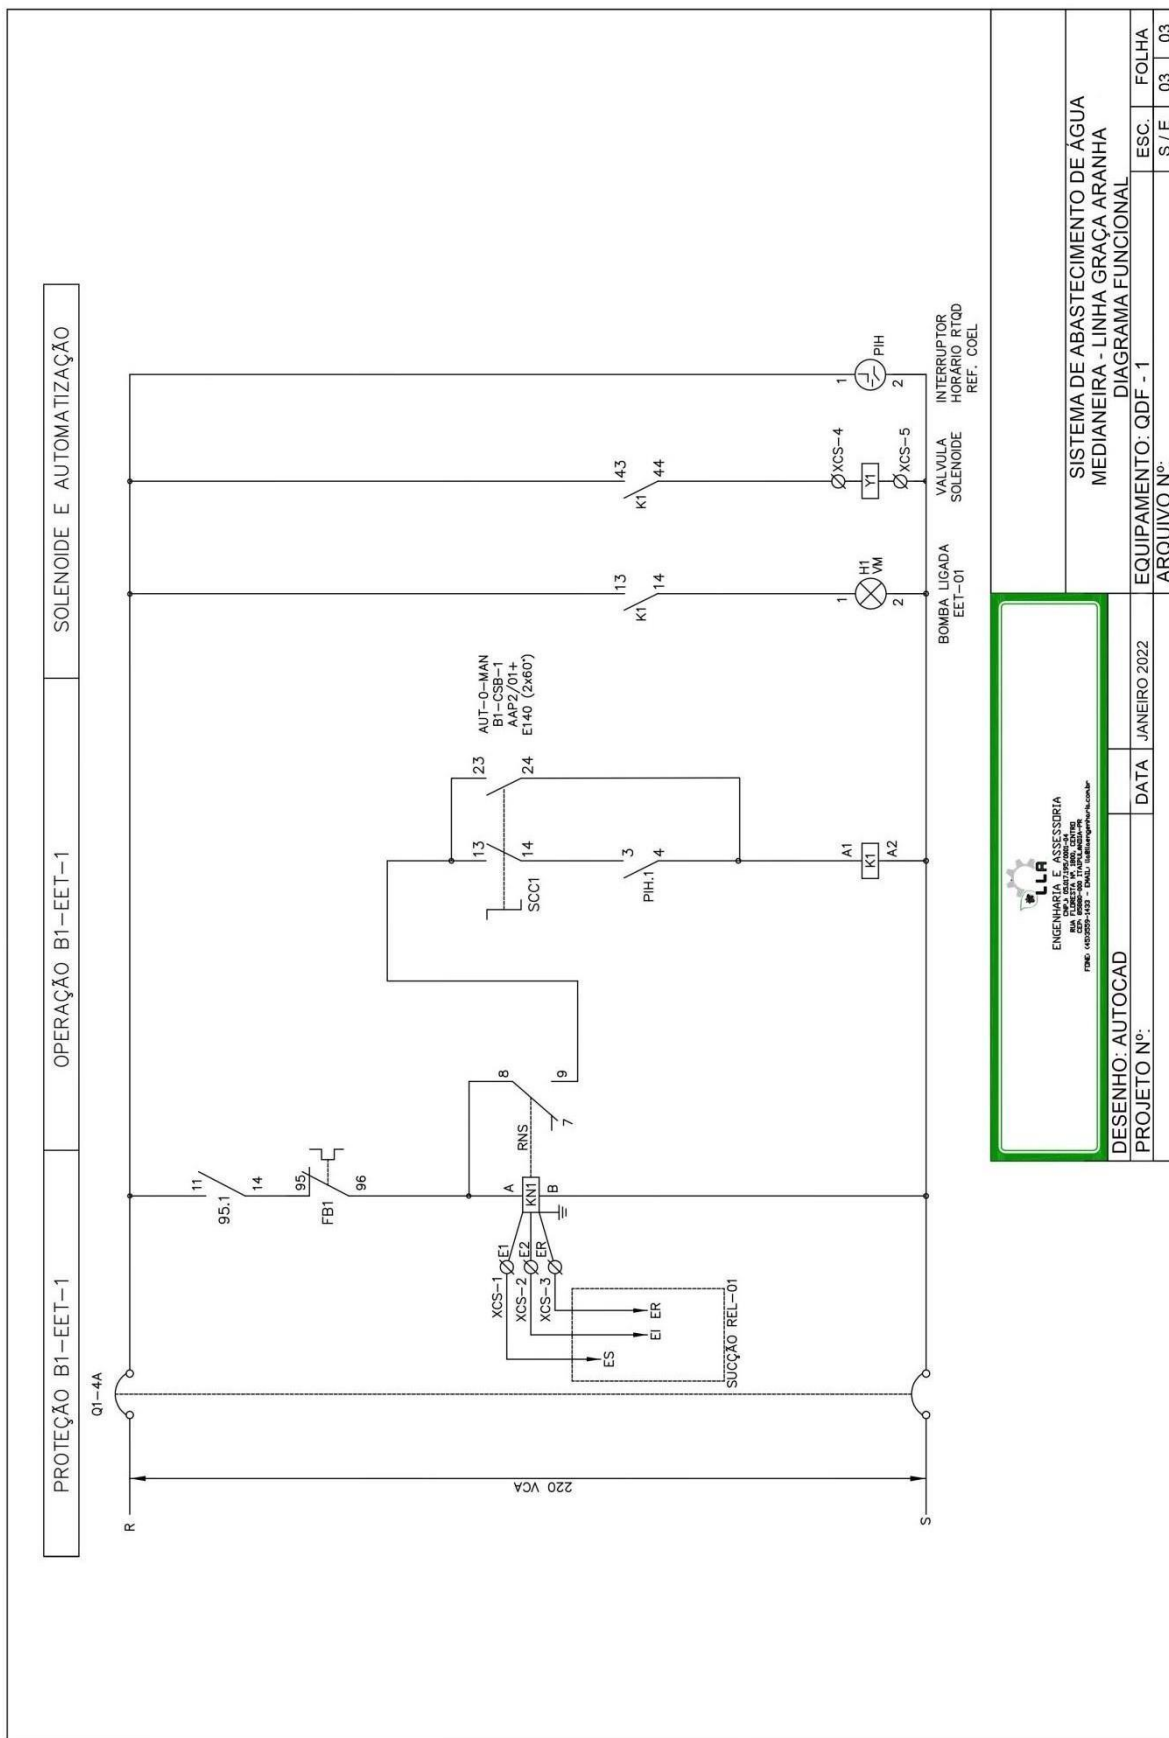 PROTEÇÃO B1-EET-1
OPERAÇÃO B1-EET-1
SOLENOIDE E AUTOMATIZAÇÃO
Q1-4A
R
S
220 VCA
11
95.1
14
95
FB1
96
XCS-1
XCS-2
XCS-3
E1
E2
ER
A
KN1
B
ES
EI
ER
SUCÇÃO REL-01
RNS
8
7
9
13
SCC1
14
23
24
AUT-O-MAN
B1-CSB-1
AAP2/01+
E140 (2x60°)
3
PIH.1
4
A1
K1
A2
13
K1
14
1
H1
VM
2
BOMBA LIGADA
EET-01
43
K1
44
XCS-4
Y1
XCS-5
VALVULA
SOLENOIDE
1
PIH
2
INTERRUPTOR
HORÁRIO RTQD
REF. COEL
LLA
ENGENHARIA E ASSESSORIA
DESENHO: AUTOCAD
DATA
JANEIRO 2022
PROJETO Nº:
SISTEMA DE ABASTECIMENTO DE ÁGUA
MEDIANEIRA - LINHA GRAÇA ARANHA
DIAGRAMA FUNCIONAL
EQUIPAMENTO: QDF - 1
ESC.
FOLHA
ARQUIVO Nº:
S / E
03
03